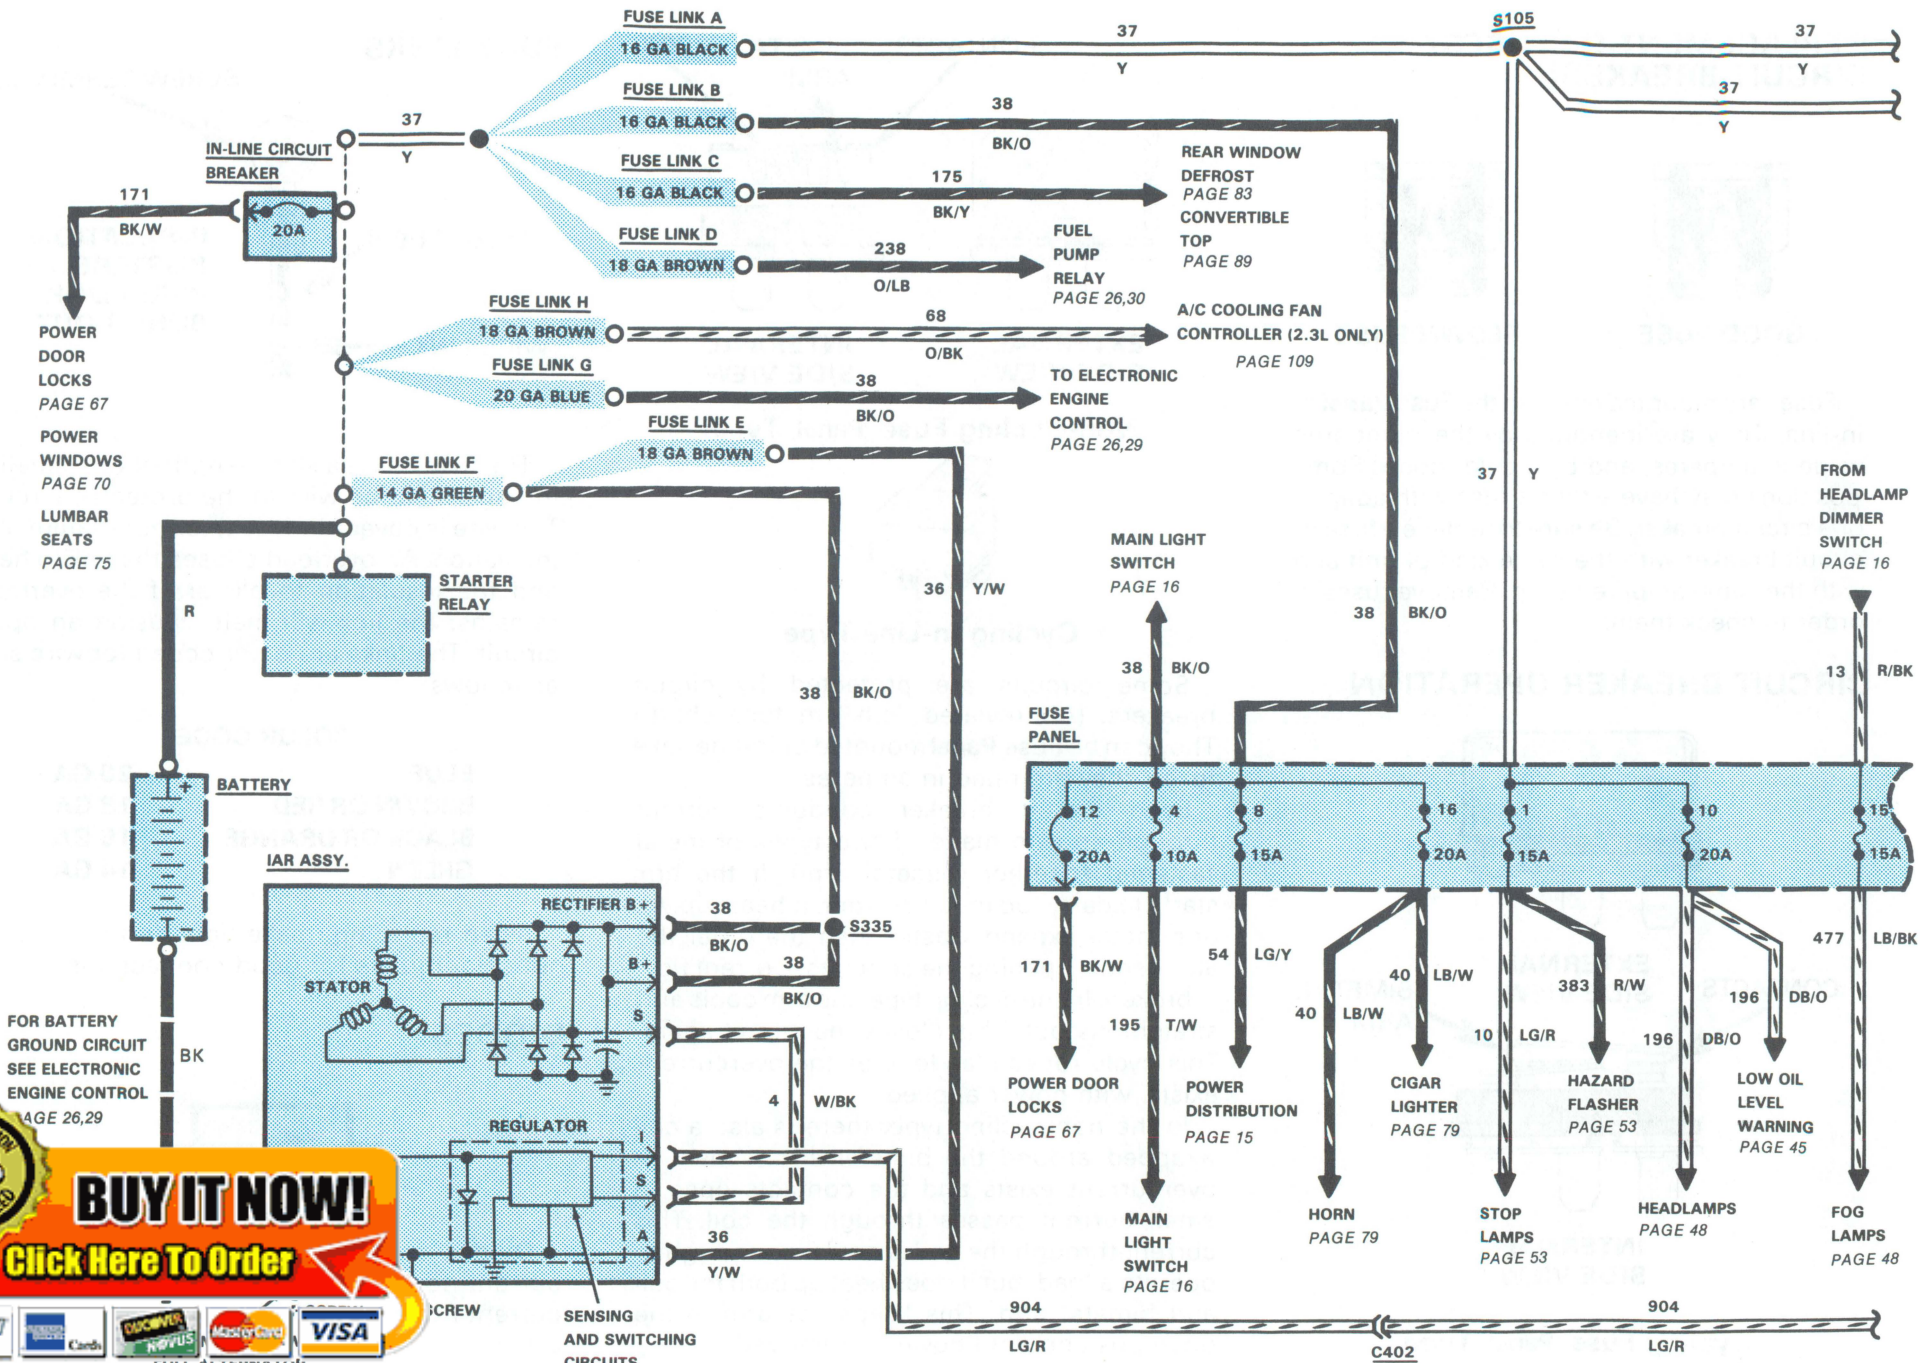 FUSE LINK A
16 GA BLACK
37
Y
S105
37
Y
37
Y
FUSE LINK B
16 GA BLACK
38
BK/O
37
Y
IN-LINE CIRCUIT
BREAKER
20A
171
BK/W
FUSE LINK C
16 GA BLACK
175
BK/Y
REAR WINDOW
DEFROST
PAGE 83
CONVERTIBLE
TOP
PAGE 89
FUSE LINK D
18 GA BROWN
238
O/LB
FUEL
PUMP
RELAY
PAGE 26,30
FUSE LINK H
18 GA BROWN
68
O/BK
A/C COOLING FAN
CONTROLLER (2.3L ONLY)
PAGE 109
FUSE LINK G
20 GA BLUE
38
BK/O
TO ELECTRONIC
ENGINE
CONTROL
PAGE 26,29
POWER
DOOR
LOCKS
PAGE 67
POWER
WINDOWS
PAGE 70
LUMBAR
SEATS
PAGE 75
FUSE LINK E
18 GA BROWN
FUSE LINK F
14 GA GREEN
37 Y
FROM
HEADLAMP
DIMMER
SWITCH
PAGE 16
MAIN LIGHT
SWITCH
PAGE 16
STARTER
RELAY
R
36 Y/W
38 BK/O
38 BK/O
38 BK/O
13 R/BK
FUSE
PANEL
BATTERY
+
-
12
20A
4
10A
8
15A
16
20A
1
15A
10
20A
15
15A
IAR ASSY.
RECTIFIER B+
38
BK/O
S335
B+
38
BK/O
STATOR
S
171 BK/W
54 LG/Y
40 LB/W
40 LB/W
383 R/W
196 DB/O
477 LB/BK
195 T/W
10 LG/R
196 DB/O
FOR BATTERY
GROUND CIRCUIT
SEE ELECTRONIC
ENGINE CONTROL
AGE 26,29
BK
4 W/BK
REGULATOR
I
S
A
36
Y/W
POWER DOOR
LOCKS
PAGE 67
POWER
DISTRIBUTION
PAGE 15
CIGAR
LIGHTER
PAGE 79
HAZARD
FLASHER
PAGE 53
LOW OIL
LEVEL
WARNING
PAGE 45
MAIN
LIGHT
SWITCH
PAGE 16
HORN
PAGE 79
STOP
LAMPS
PAGE 53
HEADLAMPS
PAGE 48
FOG
LAMPS
PAGE 48
BUY IT NOW!
Click Here To Order
Cards
DISCOVER
NOVUS
MasterCard
VISA
SCREW
SENSING
AND SWITCHING
CIRCUITS
904
LG/R
C402
904
LG/R